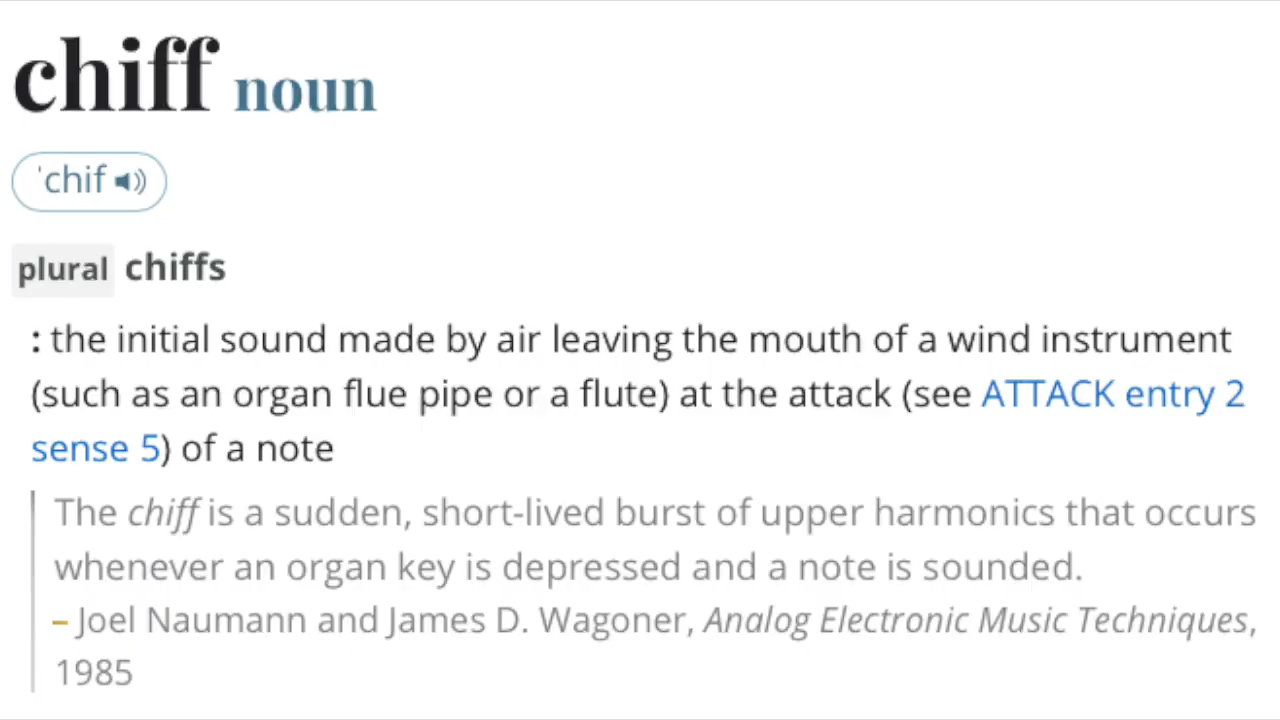 chiff noun
ˈchif
plural chiffs
: the initial sound made by air leaving the mouth of a wind instrument
(such as an organ flue pipe or a flute) at the attack (see ATTACK entry 2
sense 5) of a note
The chiff is a sudden, short-lived burst of upper harmonics that occurs
whenever an organ key is depressed and a note is sounded.
– Joel Naumann and James D. Wagoner, Analog Electronic Music Techniques,
1985